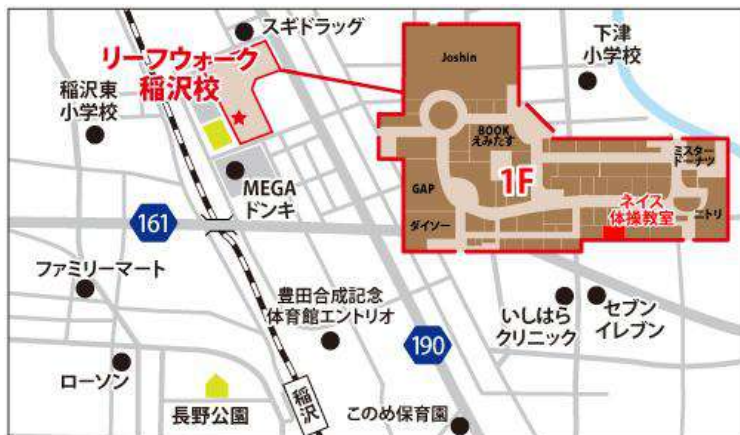 スギドラッグ
リーフウォーク
稲沢校
稲沢東
小学校
MEGA
ドンキ
161
ファミリーマート
豊田合成記念
体育館エントリオ
190
ローソン
長野公園
稲沢
このめ保育園
いしはら
クリニック
セブン
イレブン
下津
小学校
Joshin
BOOK
えみたす
1F
GAP
ダイソー
ミスター
ドーナツ
ネイス
体操教室
ニトリ